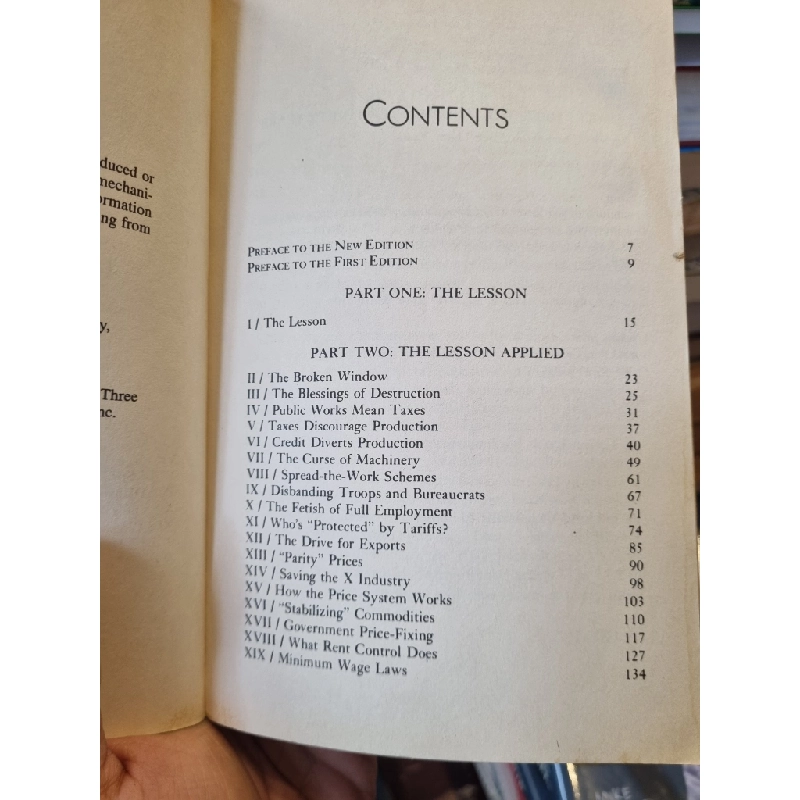 duced or
mechani-
ormation
ng from
y,
Three
nc.
CONTENTS
PREFACE TO THE NEW EDITION 7
PREFACE TO THE FIRST EDITION 9
PART ONE: THE LESSON
I / The Lesson 15
PART TWO: THE LESSON APPLIED
II / The Broken Window 23
III / The Blessings of Destruction 25
IV / Public Works Mean Taxes 31
V / Taxes Discourage Production 37
VI / Credit Diverts Production 40
VII / The Curse of Machinery 49
VIII / Spread-the-Work Schemes 61
IX / Disbanding Troops and Bureaucrats 67
X / The Fetish of Full Employment 71
XI / Who's "Protected" by Tariffs? 74
XII / The Drive for Exports 85
XIII / "Parity" Prices 90
XIV / Saving the X Industry 98
XV / How the Price System Works 103
XVI / "Stabilizing" Commodities 110
XVII / Government Price-Fixing 117
XVIII / What Rent Control Does 127
XIX / Minimum Wage Laws 134